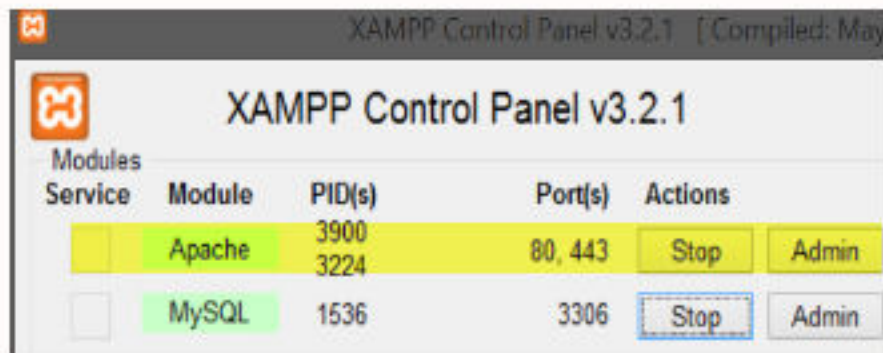 XAMPP Control Panel v3.2.1 [ Compiled: May
XAMPP Control Panel v3.2.1
Modules
Service Module PID(s) Port(s) Actions
Apache 3900 3224 80, 443 Stop Admin
MySQL 1536 3306 Stop Admin